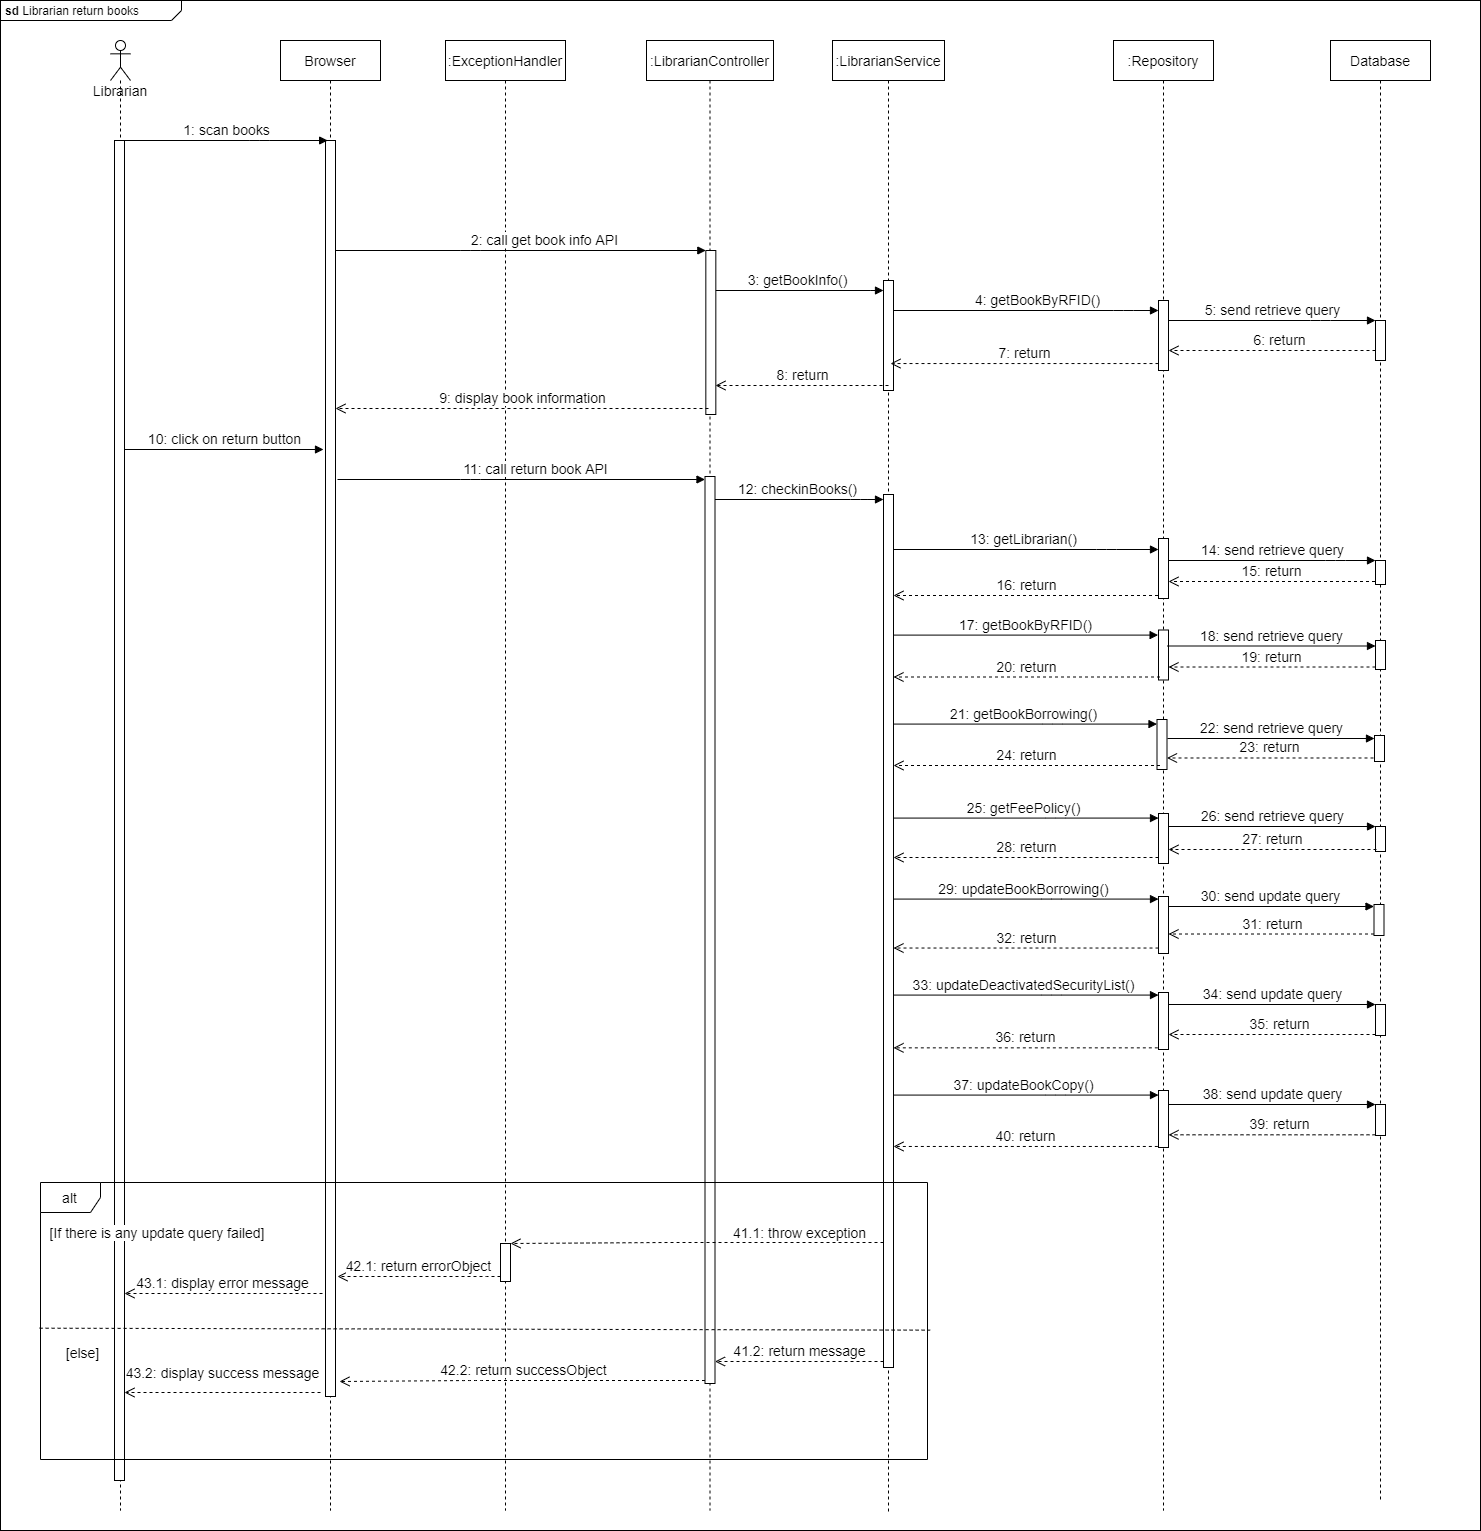 sd Librarian return books
Librarian
Browser
:ExceptionHandler
:LibrarianController
:LibrarianService
:Repository
Database
1: scan books
2: call get book info API
3: getBookInfo()
4: getBookByRFID()
5: send retrieve query
6: return
7: return
8: return
9: display book information
10: click on return button
11: call return book API
12: checkinBooks()
13: getLibrarian()
14: send retrieve query
15: return
16: return
17: getBookByRFID()
18: send retrieve query
19: return
20: return
21: getBookBorrowing()
22: send retrieve query
23: return
24: return
25: getFeePolicy()
26: send retrieve query
27: return
28: return
29: updateBookBorrowing()
30: send update query
31: return
32: return
33: updateDeactivatedSecurityList()
34: send update query
35: return
36: return
37: updateBookCopy()
38: send update query
39: return
40: return
alt
[If there is any update query failed]
41.1: throw exception
42.1: return errorObject
43.1: display error message
[else]
41.2: return message
42.2: return successObject
43.2: display success message